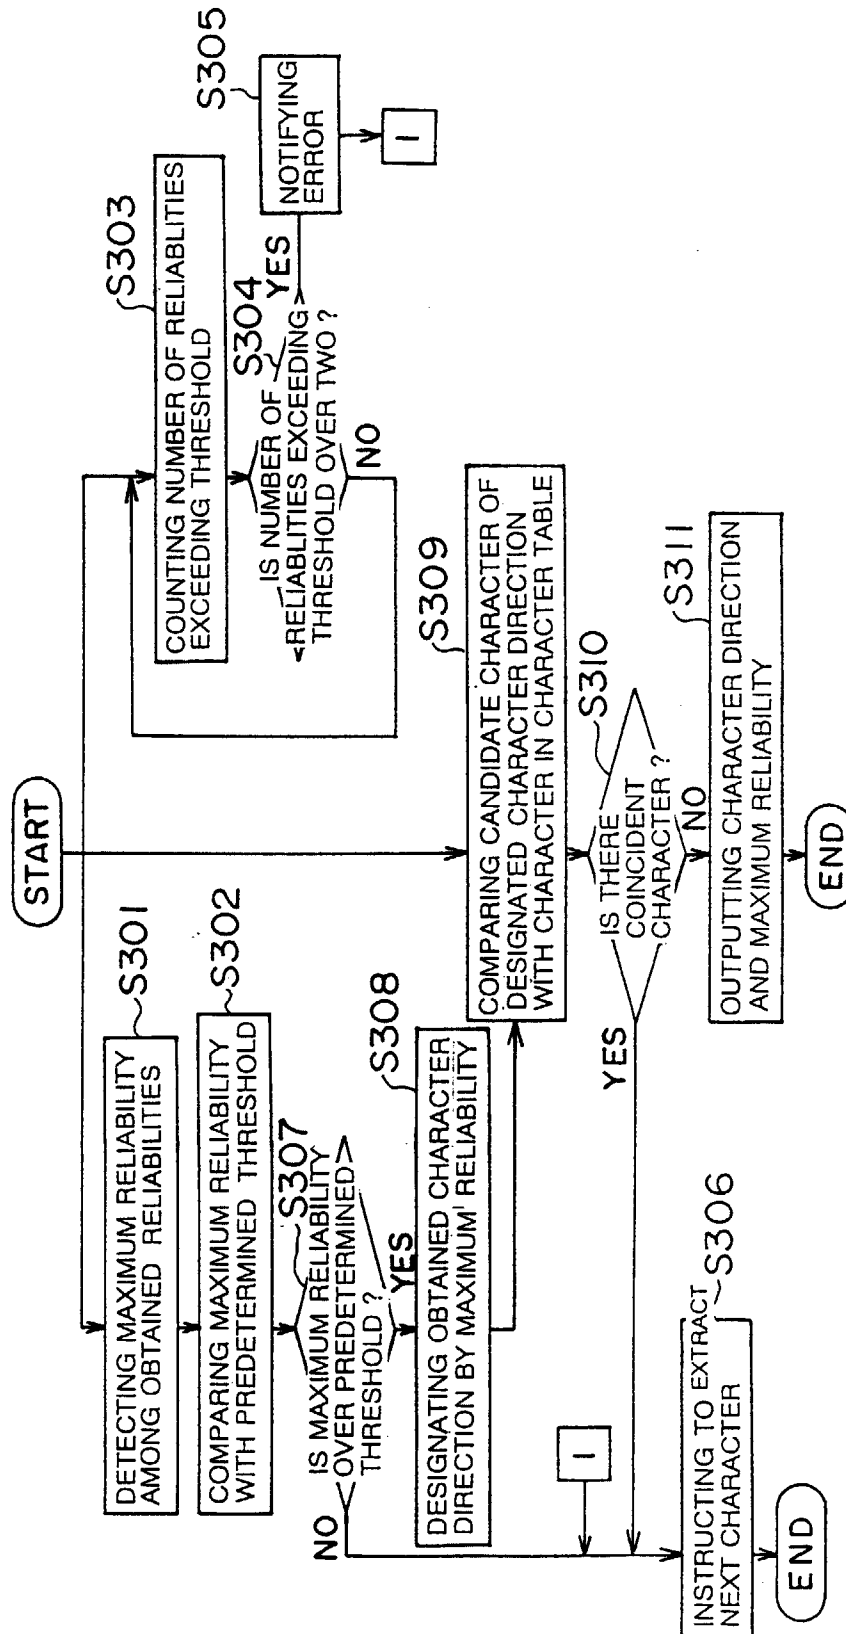 START
S301
DETECTING MAXIMUM RELIABILITY
AMONG OBTAINED RELIABILITIES
S302
COMPARING MAXIMUM RELIABILITY
WITH PREDETERMINED THRESHOLD
S307
IS MAXIMUM RELIABILITY
OVER PREDETERMINED
THRESHOLD ?
NO
YES
S308
DESIGNATING OBTAINED CHARACTER
DIRECTION BY MAXIMUM RELIABILITY
I
S306
INSTRUCTING TO EXTRACT
NEXT CHARACTER
END
S309
COMPARING CANDIDATE CHARACTER OF
DESIGNATED CHARACTER DIRECTION
WITH CHARACTER IN CHARACTER TABLE
S310
IS THERE
COINCIDENT
CHARACTER ?
YES
NO
S311
OUTPUTTING CHARACTER DIRECTION
AND MAXIMUM RELIABILITY
END
S303
COUNTING NUMBER OF RELIABLITIES
EXCEEDING THRESHOLD
S304
IS NUMBER OF
RELIABLITIES EXCEEDING
THRESHOLD OVER TWO ?
YES
NO
S305
NOTIFYING
ERROR
I